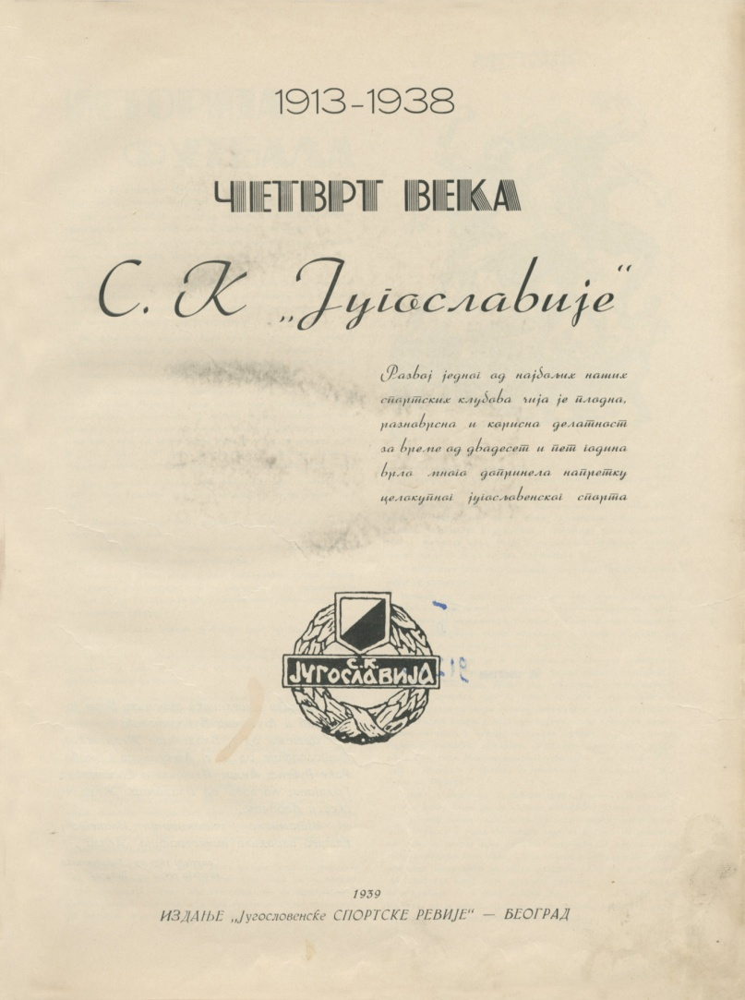 1913-1938
ЧЕТВРТ ВЕКА
С. К „Југославије“
Развој једног од најбољих наших
спортских клубова чија је плодна,
разноврсна и корисна делатност
за време од двадесет и пет година
врло много допринела напретку
целокупног југословенског спорта
С.К.
ЈУГОСЛАВИЈА
1939
ИЗДАЊЕ „Југословенске СПОРТСКЕ РЕВИЈЕ“ — БЕОГРАД